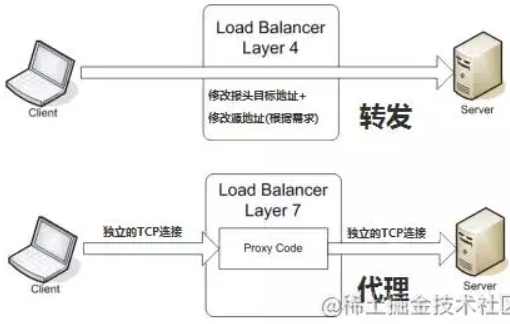 Load Balancer
Layer 4
修改报头目标地址+
修改源地址(根据需求)
转发
Client
Server
Load Balancer
Layer 7
独立的TCP连接
Proxy Code
独立的TCP连接
代理
Client
Server
@稀土掘金技术社区